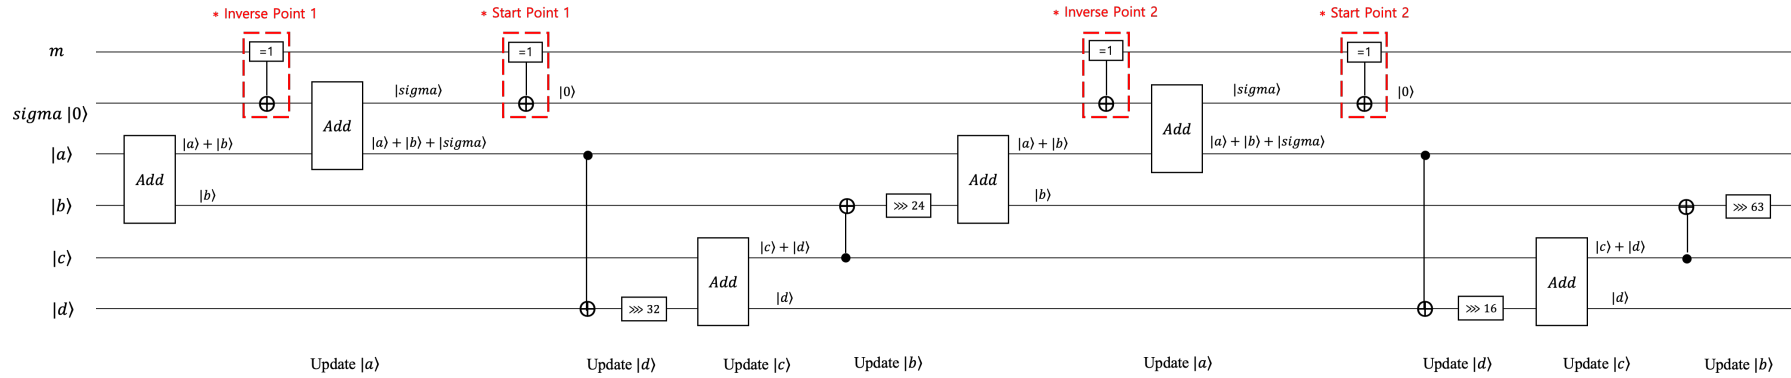 * Inverse Point 1
* Start Point 1
* Inverse Point 2
* Start Point 2
m
=1
=1
=1
=1
sigma |0⟩
|sigma⟩
|0⟩
|sigma⟩
|0⟩
|a⟩
Add
|a⟩ + |b⟩
Add
|a⟩ + |b⟩ + |sigma⟩
Add
|a⟩ + |b⟩
Add
|a⟩ + |b⟩ + |sigma⟩
|b⟩
|b⟩
⋙ 24
|b⟩
⋙ 63
|c⟩
Add
|c⟩ + |d⟩
Add
|c⟩ + |d⟩
|d⟩
⋙ 32
|d⟩
⋙ 16
|d⟩
Update |a⟩
Update |d⟩
Update |c⟩
Update |b⟩
Update |a⟩
Update |d⟩
Update |c⟩
Update |b⟩